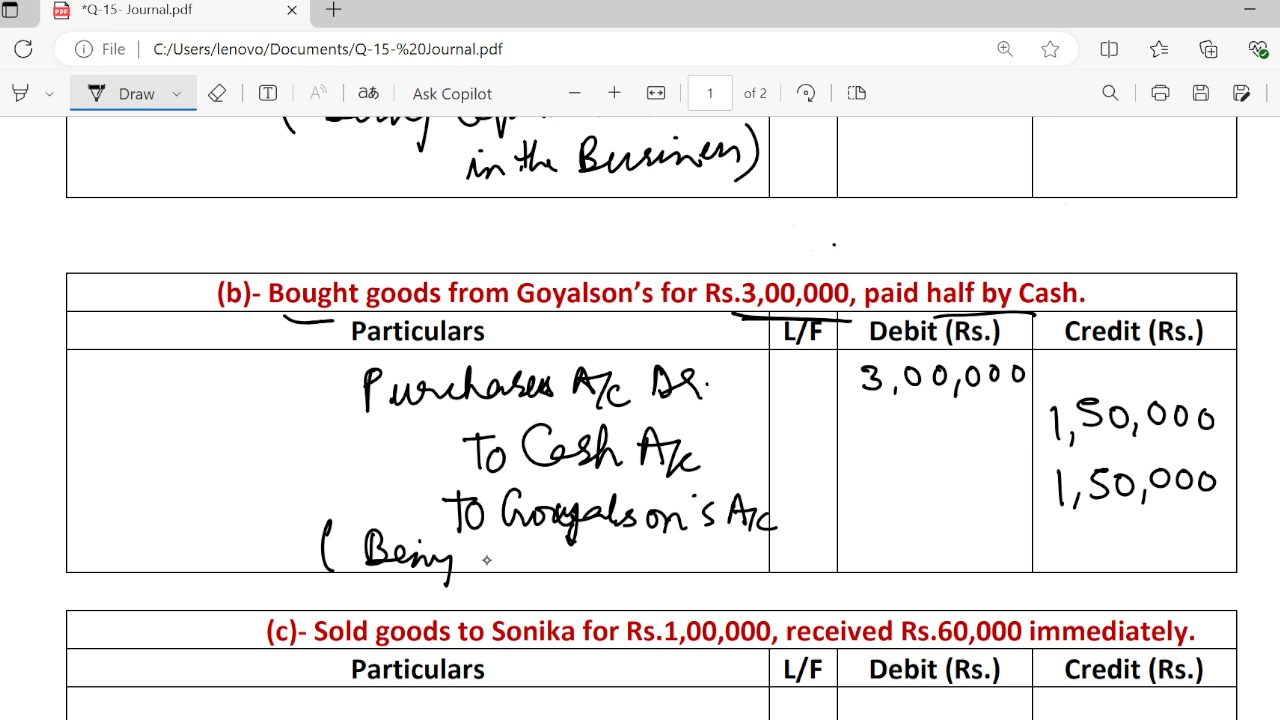 *Q-15- Journal.pdf
File C:/Users/lenovo/Documents/Q-15-%20Journal.pdf
Draw T aあ Ask Copilot 1 of 2
in the Business)
(b)- Bought goods from Goyalson’s for Rs.3,00,000, paid half by Cash.
Particulars L/F Debit (Rs.) Credit (Rs.)
Purchases A/c Dr. 3,00,000
To Cash A/c 1,50,000
To Goyalson's A/c 1,50,000
( Being
(c)- Sold goods to Sonika for Rs.1,00,000, received Rs.60,000 immediately.
Particulars L/F Debit (Rs.) Credit (Rs.)